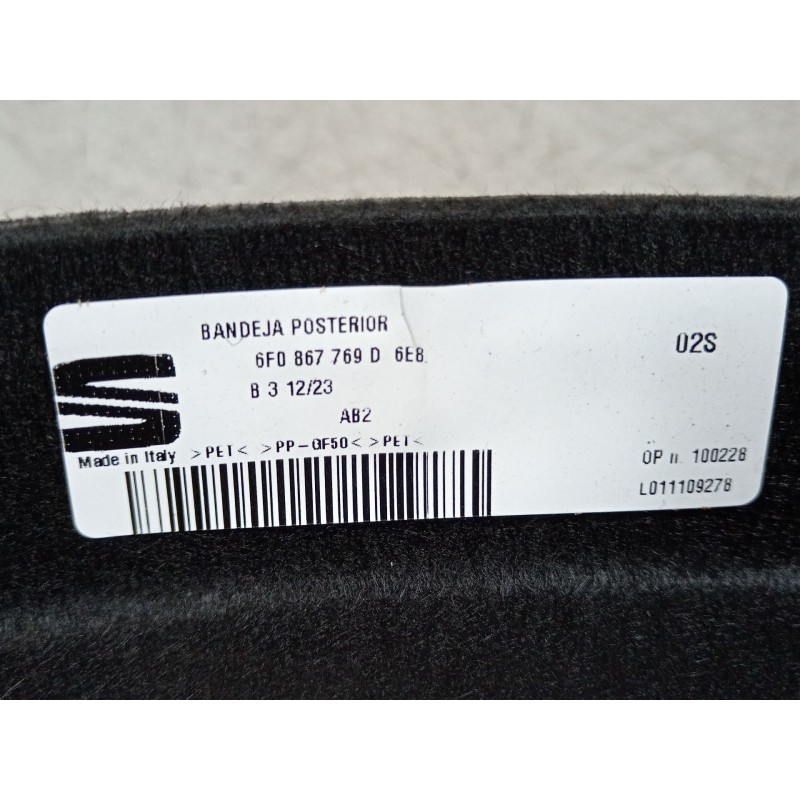 BANDEJA POSTERIOR
6F0 867 769 D 6E8
02S
B 3 12/23
AB2
Made in Italy >PET< >PP-GF50< >PET<
OP n. 100228
L011109278